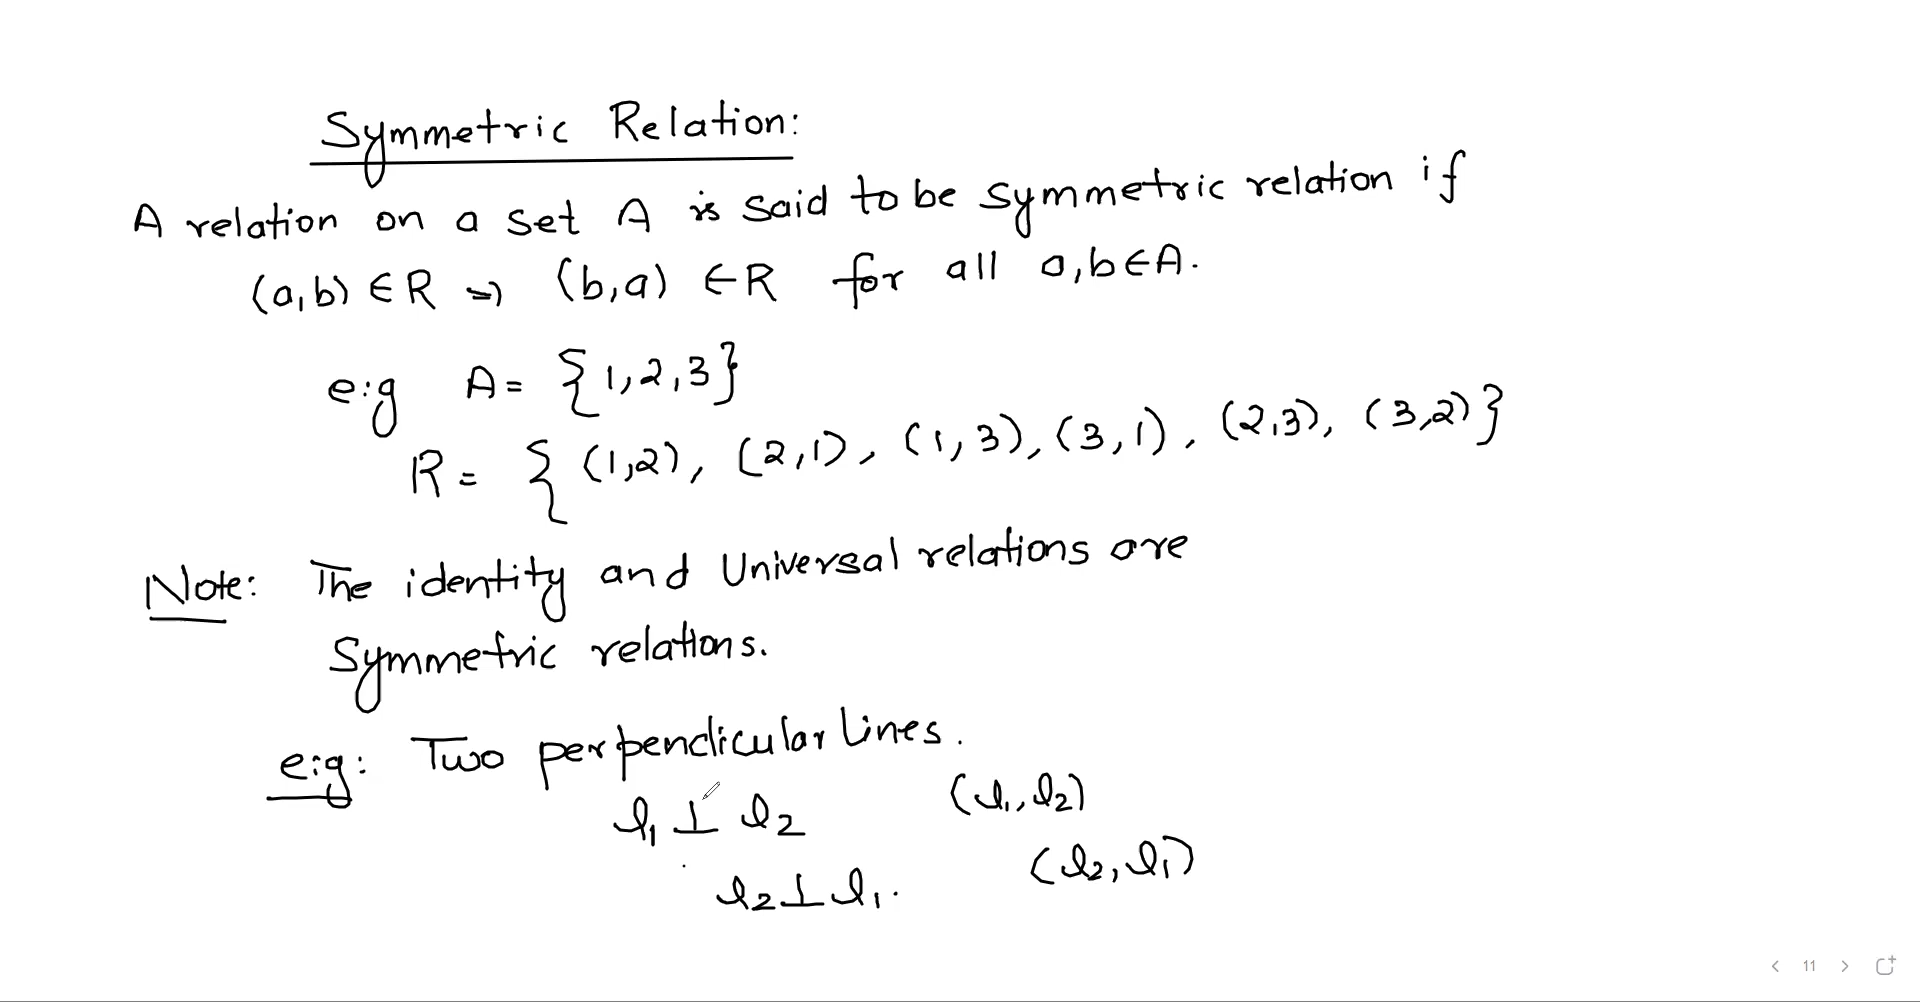 Symmetric Relation:
A relation on a set A is said to be symmetric relation if
(a,b) ∈ R ⇒ (b,a) ∈ R for all a,b ∈ A.
e:g A = {1,2,3}
R = { (1,2), (2,1), (1,3), (3,1), (2,3), (3,2)}
Note: The identity and Universal relations are
Symmetric relations.
e:g: Two perpendicular lines.
l₁ ⊥ l₂ (l₁, l₂)
l₂ ⊥ l₁. (l₂, l₁)
< 11 >